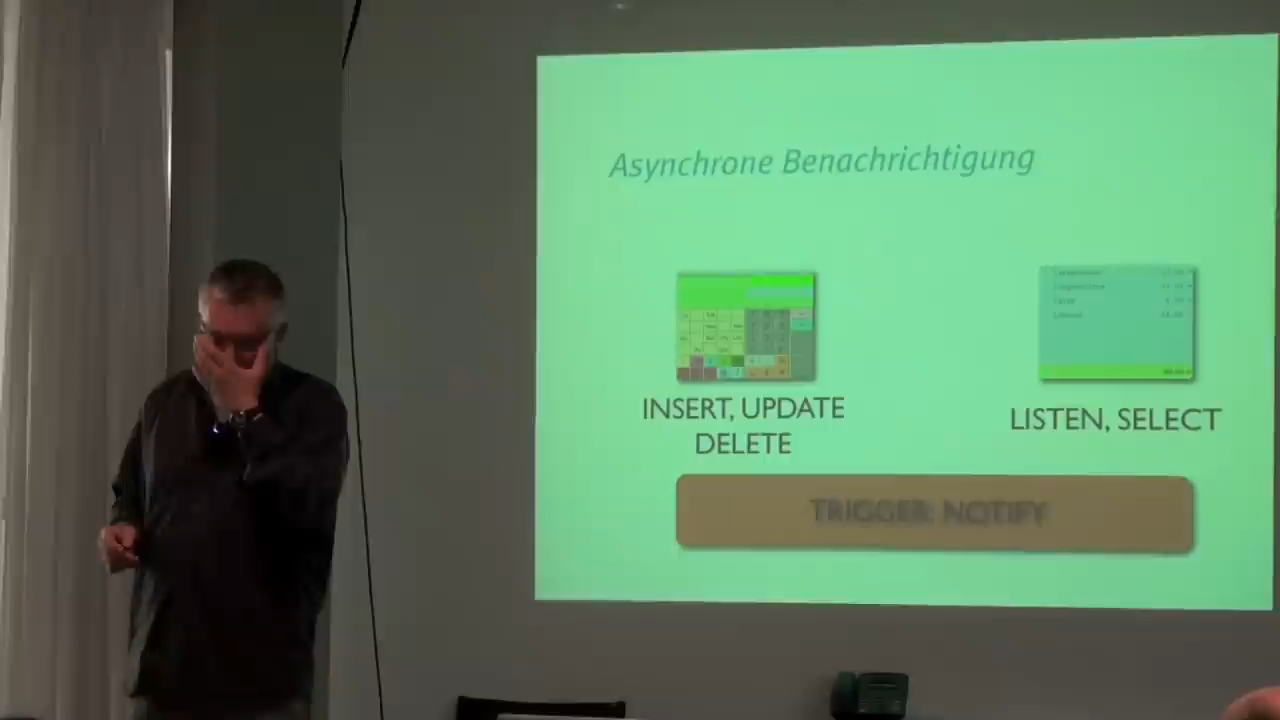 Asynchrone Benachrichtigung
INSERT, UPDATE
DELETE
LISTEN, SELECT
TRIGGER: NOTIFY